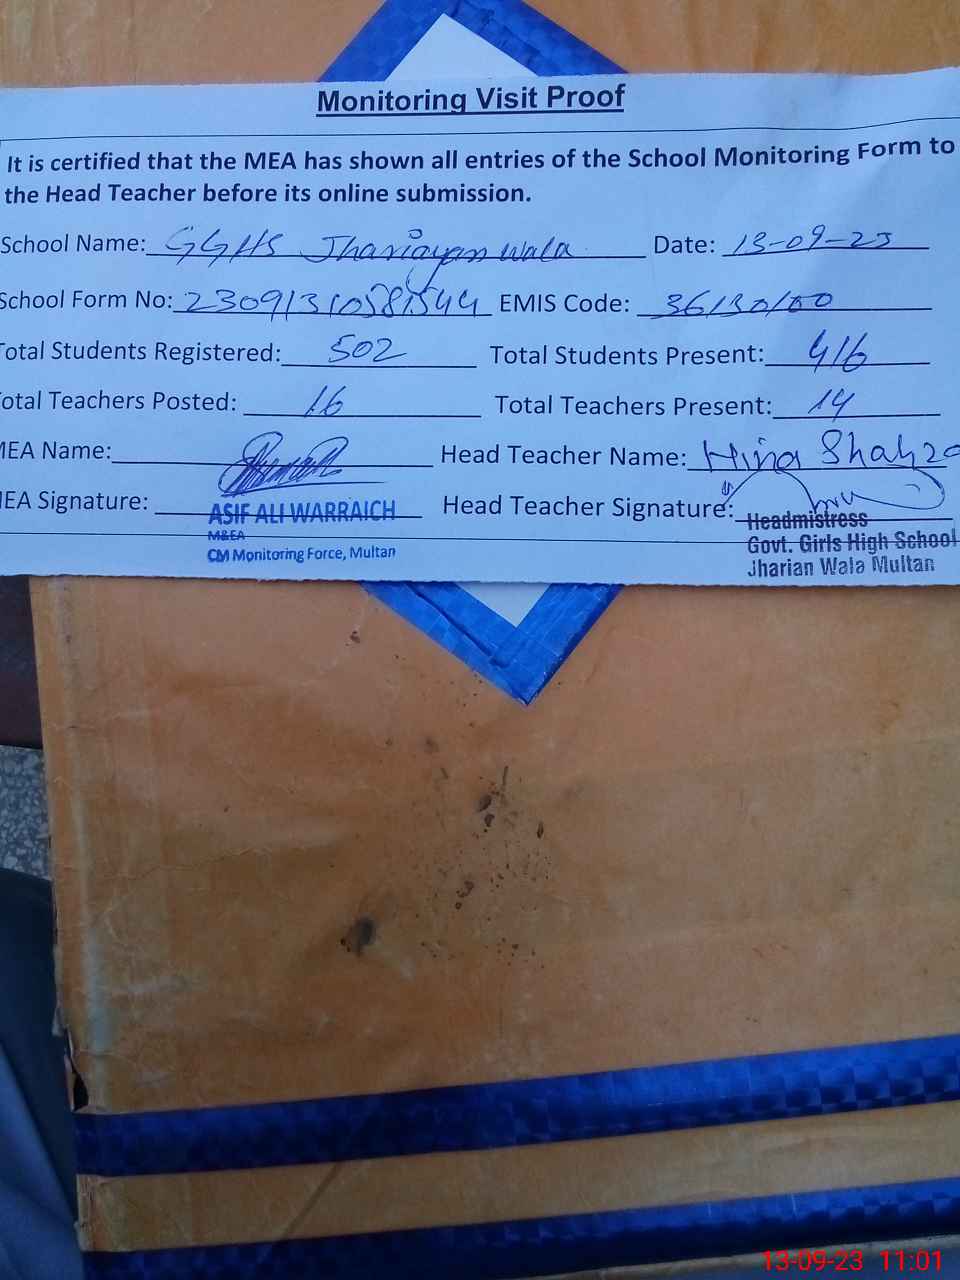 Monitoring Visit Proof
It is certified that the MEA has shown all entries of the School Monitoring Form to
the Head Teacher before its online submission.
School Name: GGHS Jharianwala Date: 13-09-23
School Form No: EMIS Code: 36130100
Total Students Registered: 502 Total Students Present: 416
Total Teachers Posted: 16 Total Teachers Present: 14
MEA Name: Head Teacher Name: Hina
MEA Signature: Head Teacher Signature:
ASIF ALI WARRAICH
M&EA
CM Monitoring Force, Multan
Headmistress
Govt. Girls High School
Jharian Wala Multan
13-09-23 11:01